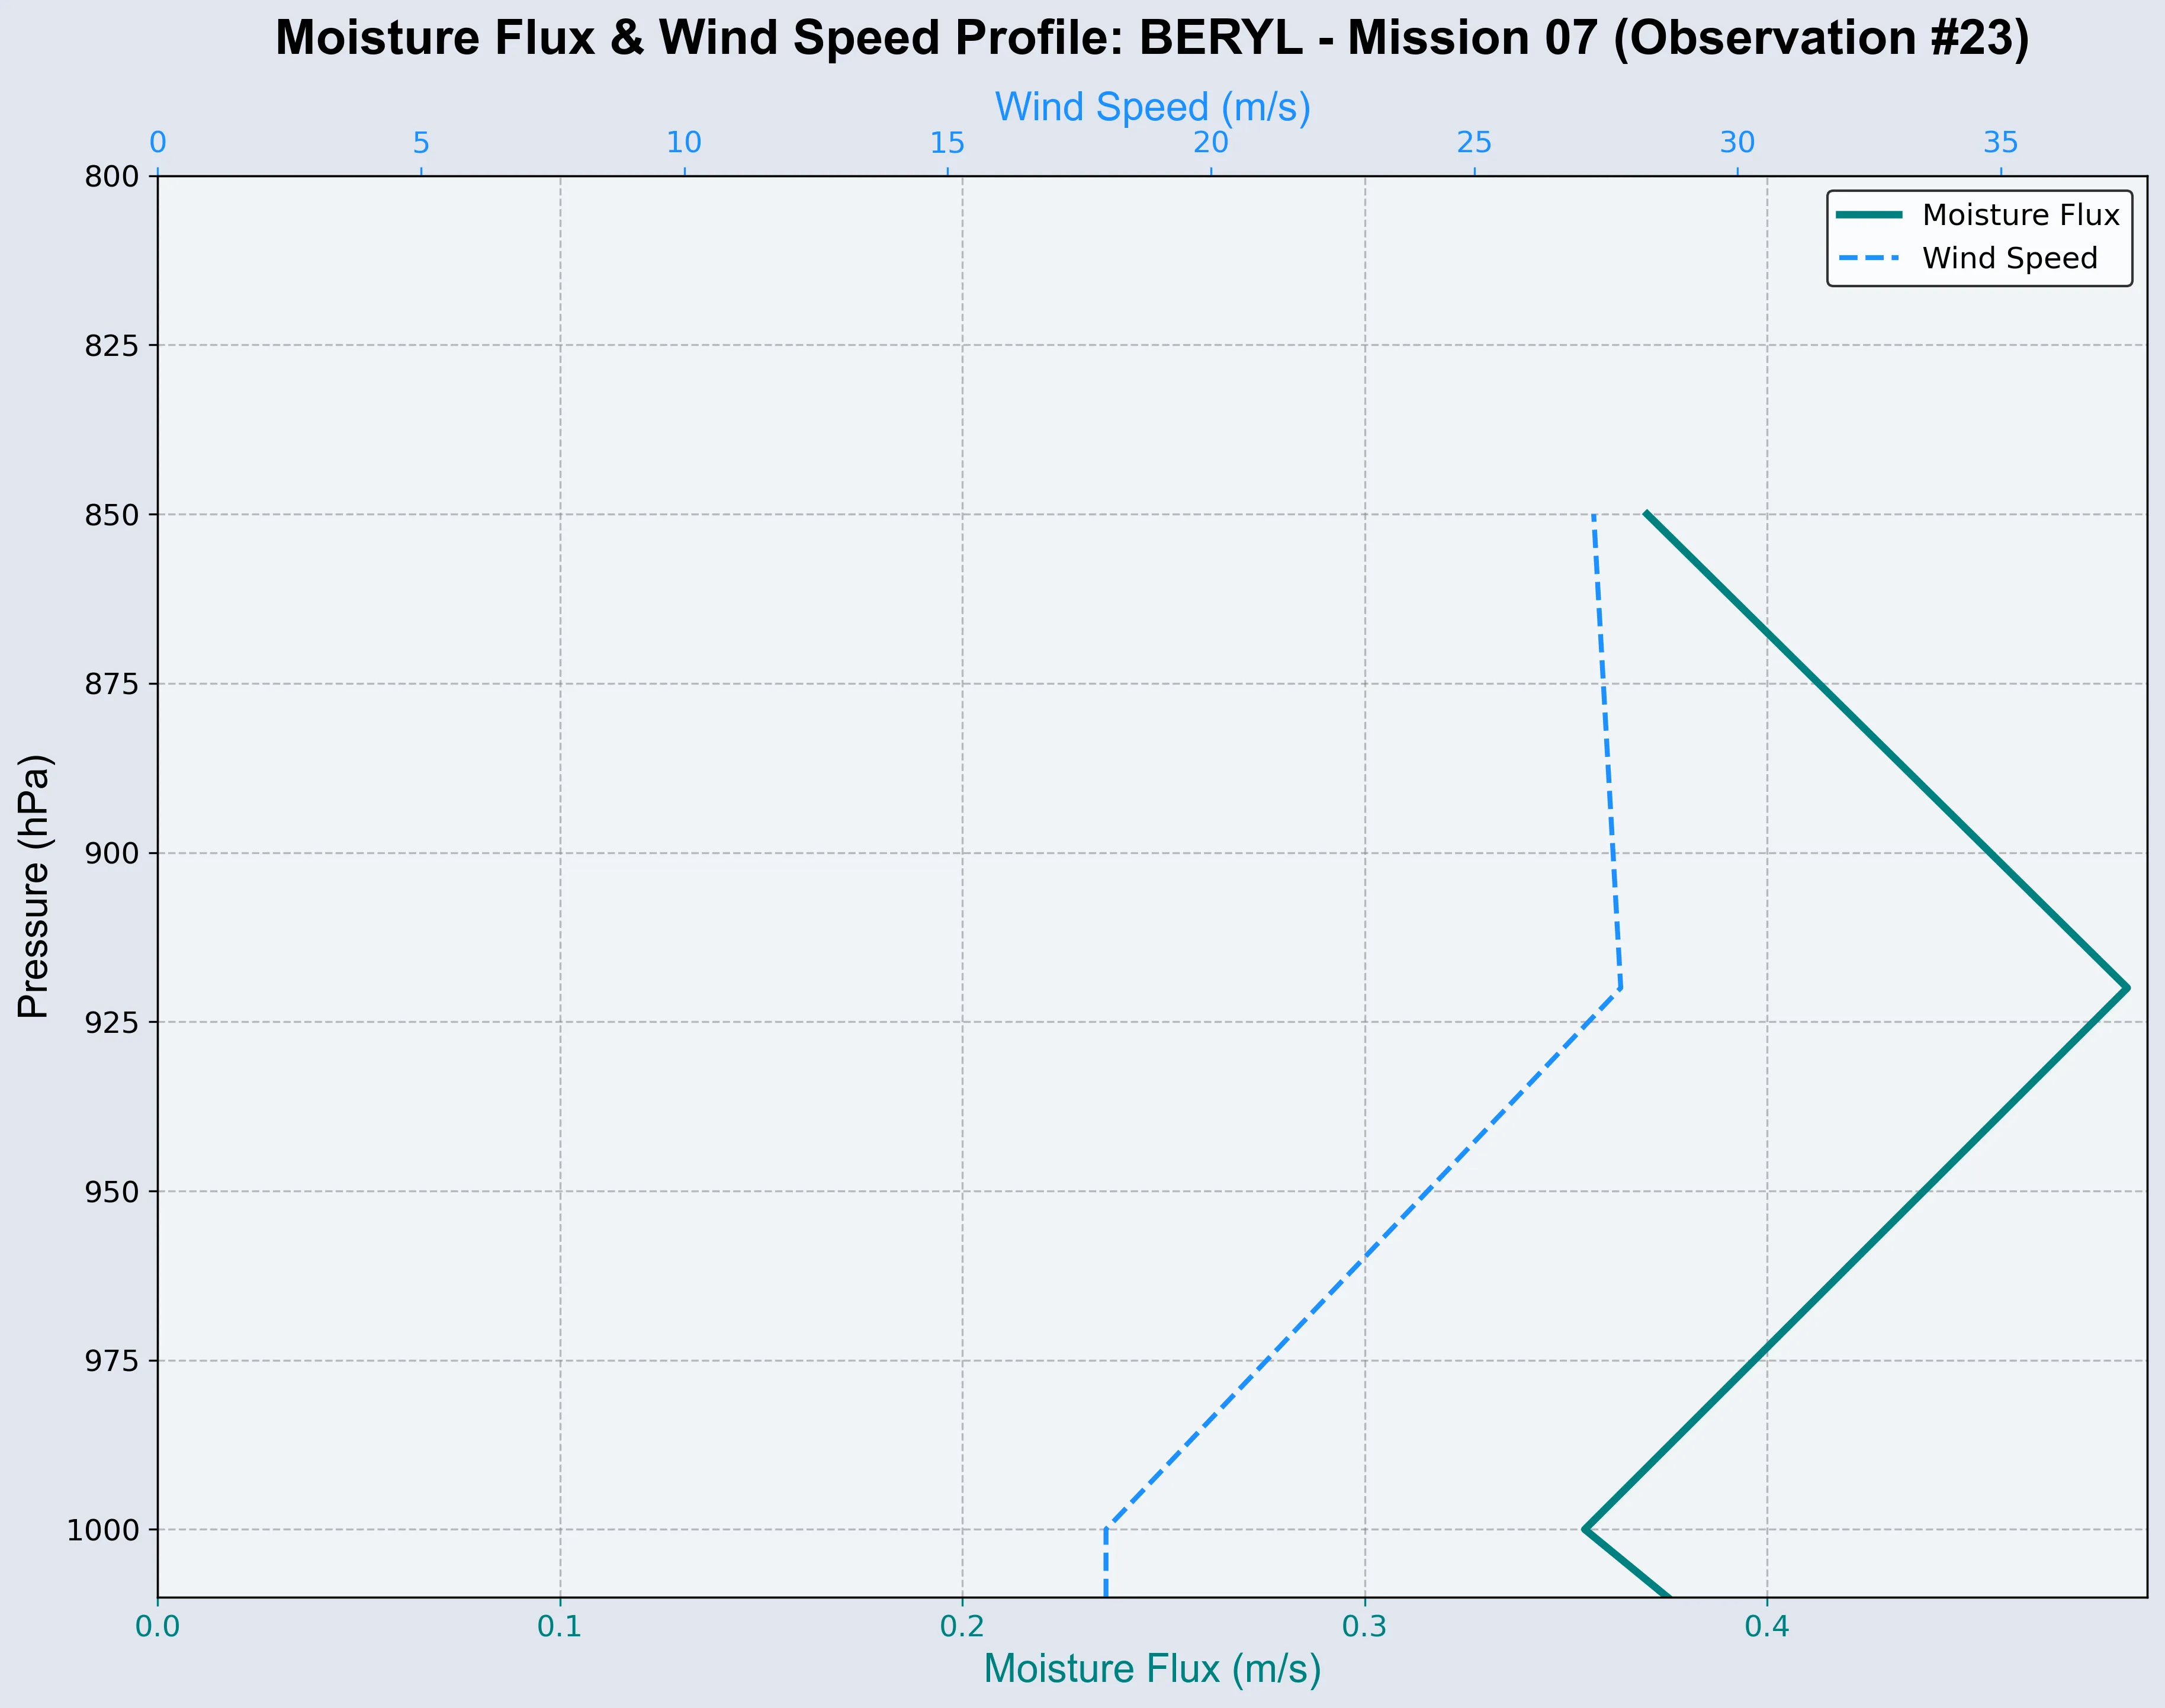 Moisture Flux & Wind Speed Profile: BERYL - Mission 07 (Observation #23)
Wind Speed (m/s)
0 5 10 15 20 25 30 35
Moisture Flux
Wind Speed
Pressure (hPa)
800
825
850
875
900
925
950
975
1000
0.0 0.1 0.2 0.3 0.4
Moisture Flux (m/s)